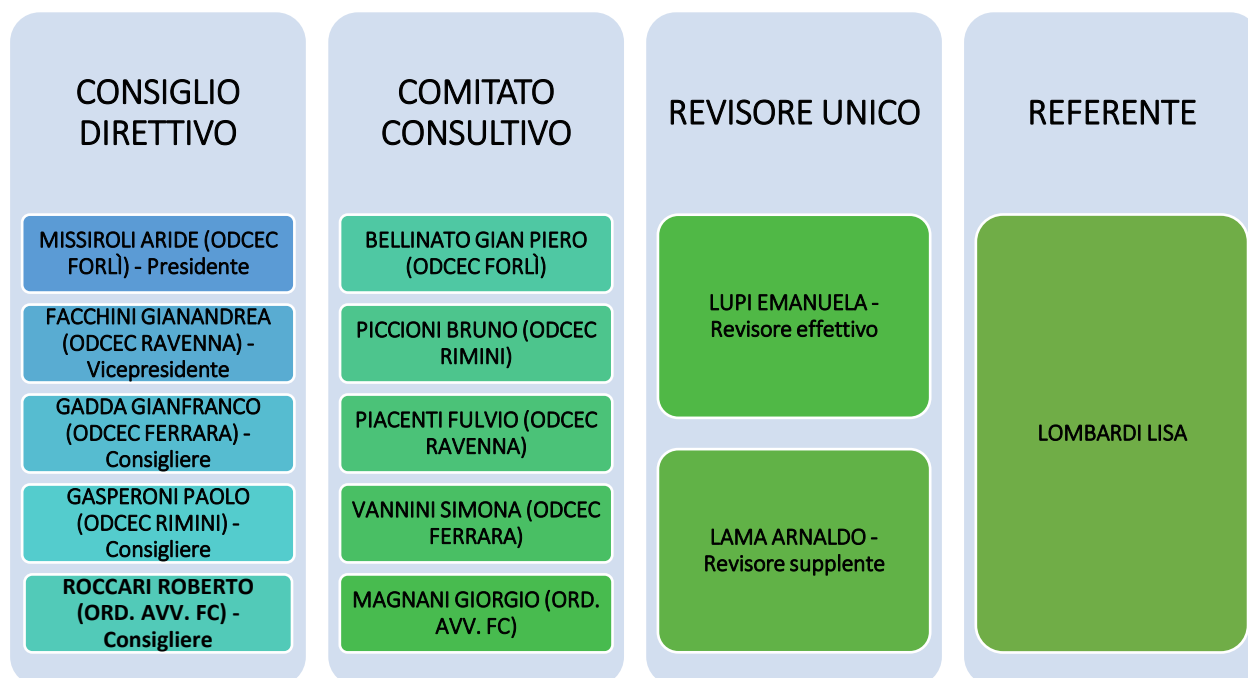 CONSIGLIO
DIRETTIVO
MISSIROLI ARIDE (ODCEC
FORLÌ) - Presidente
FACCHINI GIANANDREA
(ODCEC RAVENNA) -
Vicepresidente
GADDA GIANFRANCO
(ODCEC FERRARA) -
Consigliere
GASPERONI PAOLO
(ODCEC RIMINI) -
Consigliere
ROCCARI ROBERTO
(ORD. AVV. FC) -
Consigliere
COMITATO
CONSULTIVO
BELLINATO GIAN PIERO
(ODCEC FORLÌ)
PICCIONI BRUNO (ODCEC
RIMINI)
PIACENTI FULVIO (ODCEC
RAVENNA)
VANNINI SIMONA (ODCEC
FERRARA)
MAGNANI GIORGIO (ORD.
AVV. FC)
REVISORE UNICO
LUPI EMANUELA -
Revisore effettivo
LAMA ARNALDO -
Revisore supplente
REFERENTE
LOMBARDI LISA